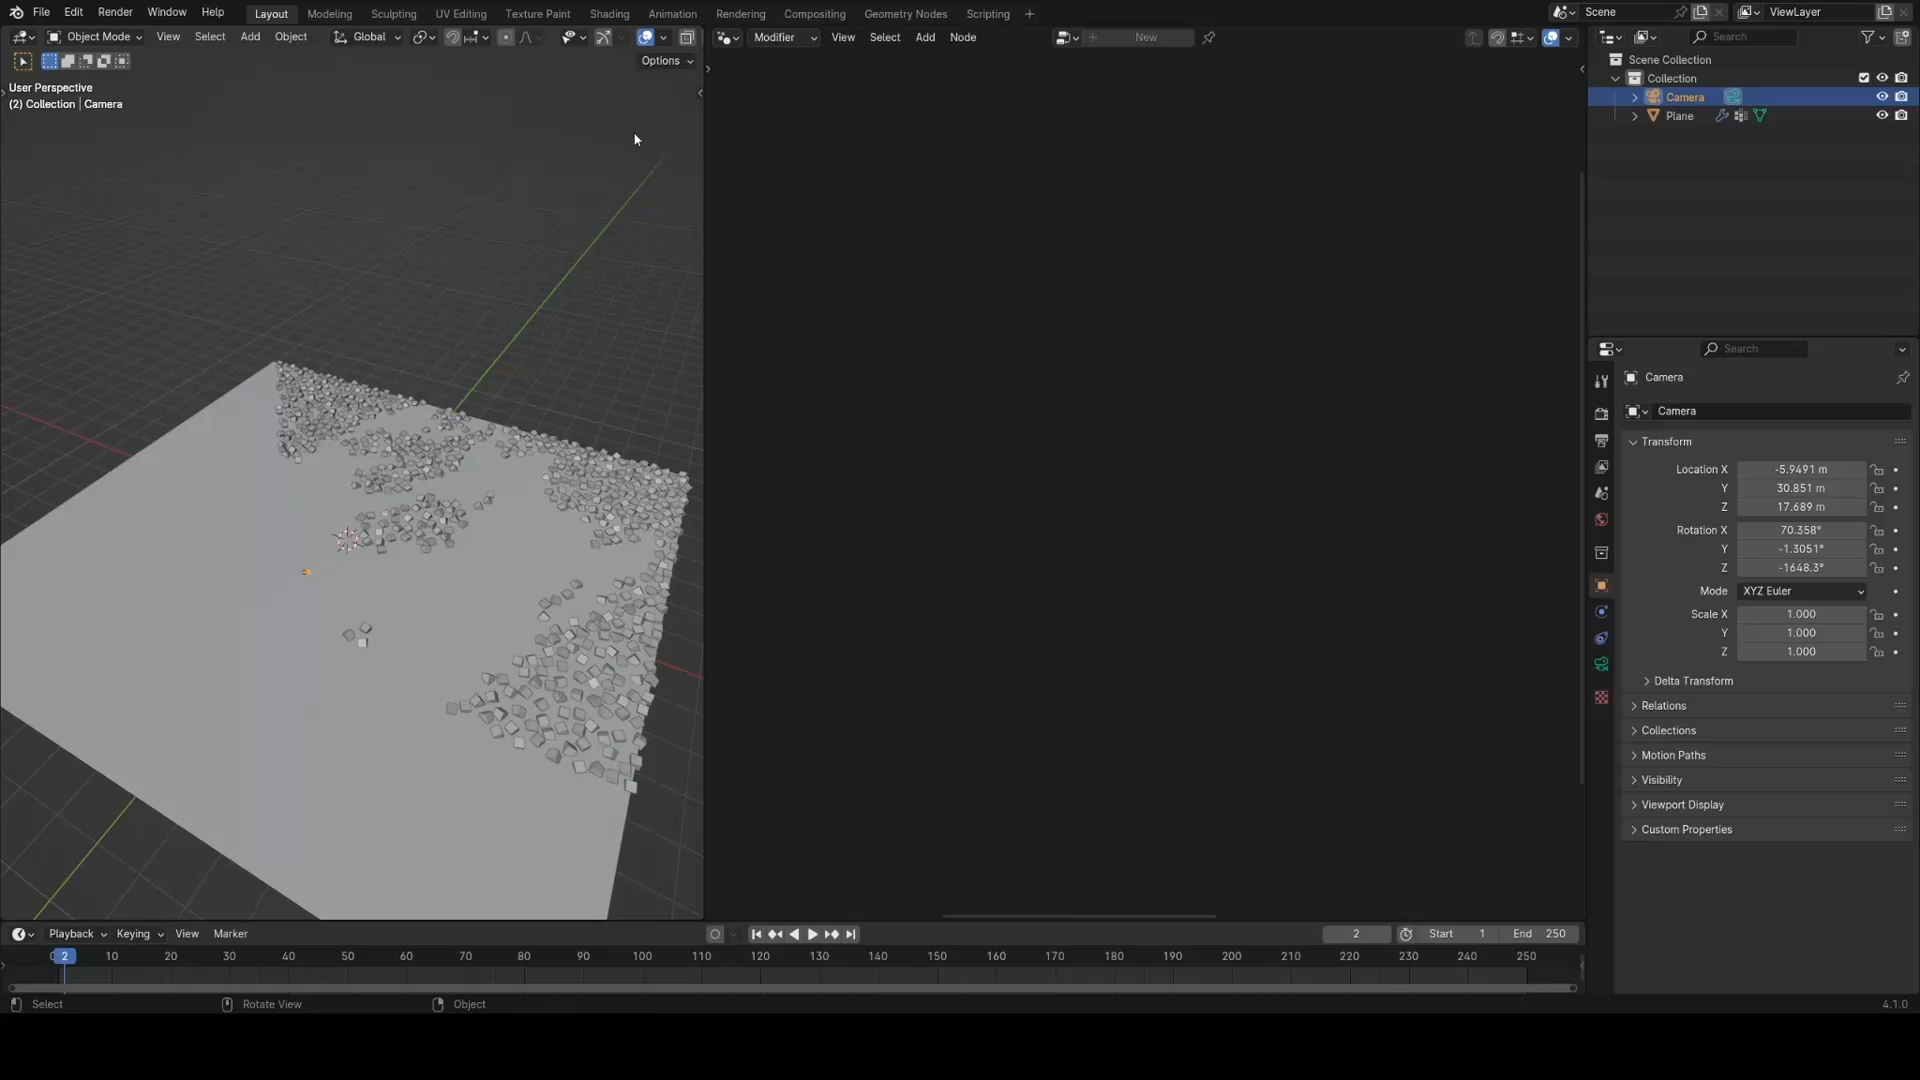 File Edit Render Window Help Layout Modeling Sculpting UV Editing Texture Paint Shading Animation Rendering Compositing Geometry Nodes Scripting + Scene ViewLayer
Object Mode View Select Add Object Global Modifier View Select Add Node New Search
Options
User Perspective
(2) Collection | Camera
Scene Collection
Collection
Camera
Plane
Search
Camera
Camera
Transform
Location X -5.9491 m
Y 30.851 m
Z 17.689 m
Rotation X 70.358°
Y -1.3051°
Z -1648.3°
Mode XYZ Euler
Scale X 1.000
Y 1.000
Z 1.000
Delta Transform
Relations
Collections
Motion Paths
Visibility
Viewport Display
Custom Properties
Playback Keying View Marker 2 Start 1 End 250
2 10 20 30 40 50 60 70 80 90 100 110 120 130 140 150 160 170 180 190 200 210 220 230 240 250
Select Rotate View Object 4.1.0